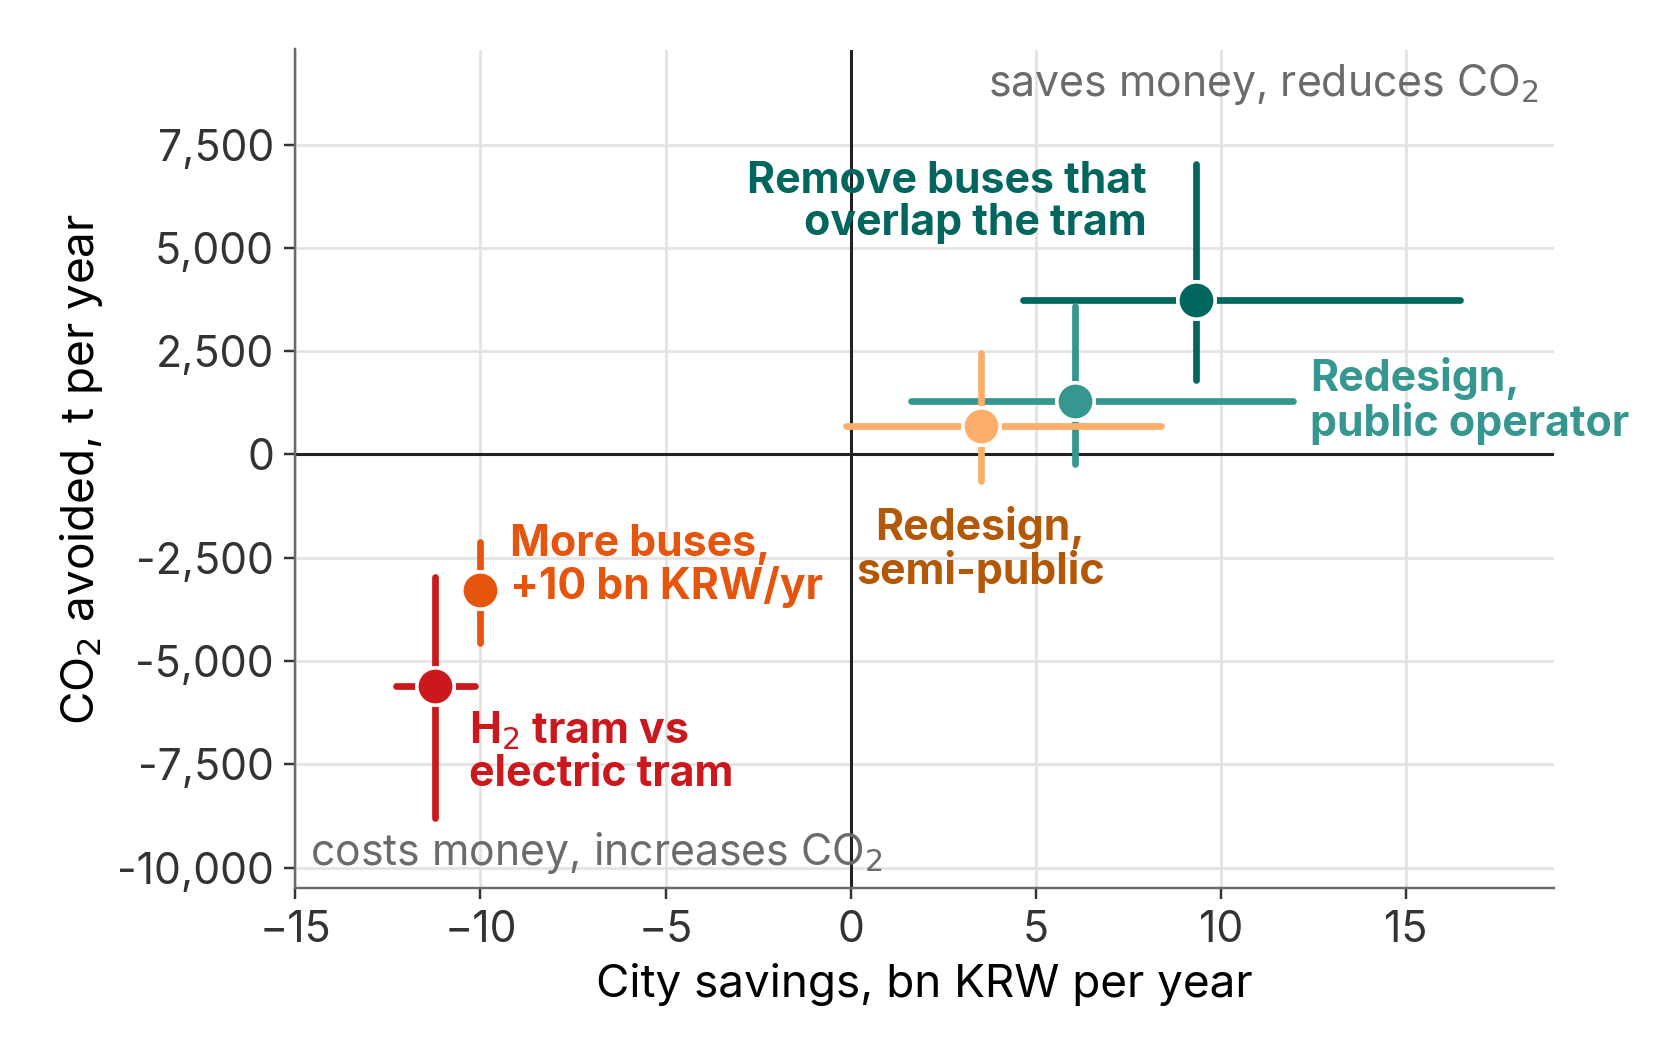 saves money, reduces CO₂
7,500
Remove buses that
overlap the tram
5,000
2,500
Redesign,
public operator
0
Redesign,
semi-public
More buses,
+10 bn KRW/yr
-2,500
-5,000
H₂ tram vs
electric tram
-7,500
costs money, increases CO₂
-10,000
CO₂ avoided, t per year
−15 −10 −5 0 5 10 15
City savings, bn KRW per year